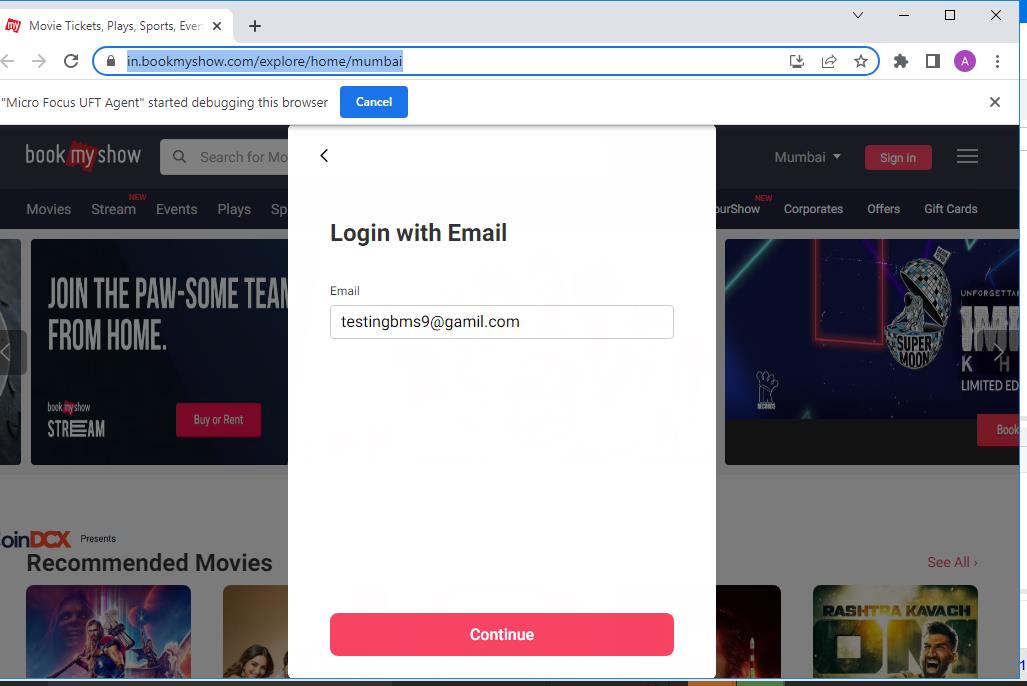 Movie Tickets, Plays, Sports, Even
in.bookmyshow.com/explore/home/mumbai
A
"Micro Focus UFT Agent" started debugging this browser
Cancel
book my show
Search for Mo
Mumbai
Sign in
Movies
Stream
NEW
Events
Plays
Sp
ourShow
NEW
Corporates
Offers
Gift Cards
Login with Email
Email
testingbms9@gamil.com
Continue
JOIN THE PAW-SOME TEAM
FROM HOME.
book my show
STREAM
Buy or Rent
UNFORGETTA
SUPER
MOON
K H
LIMITED ED
RECORDS
Book
CoinDCX
Presents
Recommended Movies
See All ›
RASHTRA KAVACH